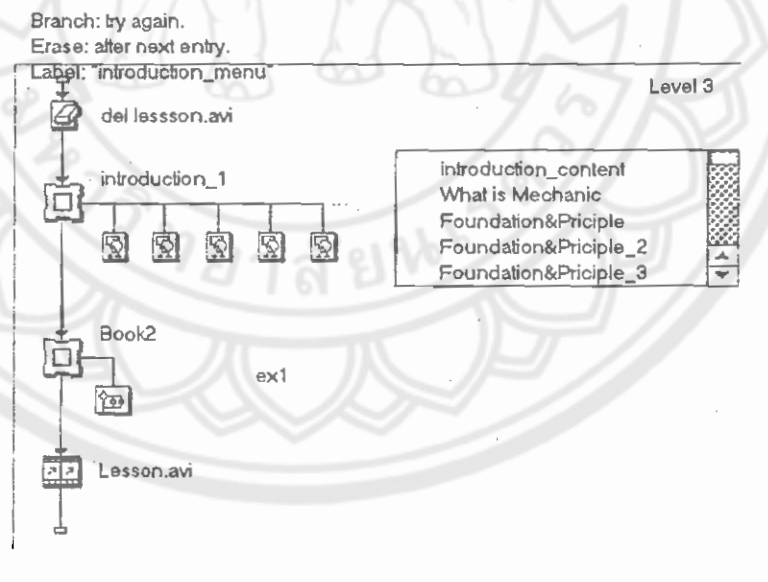 Branch: try again.
Erase: after next entry.
Label: "introduction_menu"
Level 3
del lessson.avi
introduction_1
...
introduction_content
What is Mechanic
Foundation&Priciple
Foundation&Priciple_2
Foundation&Priciple_3
Book2
ex1
Lesson.avi